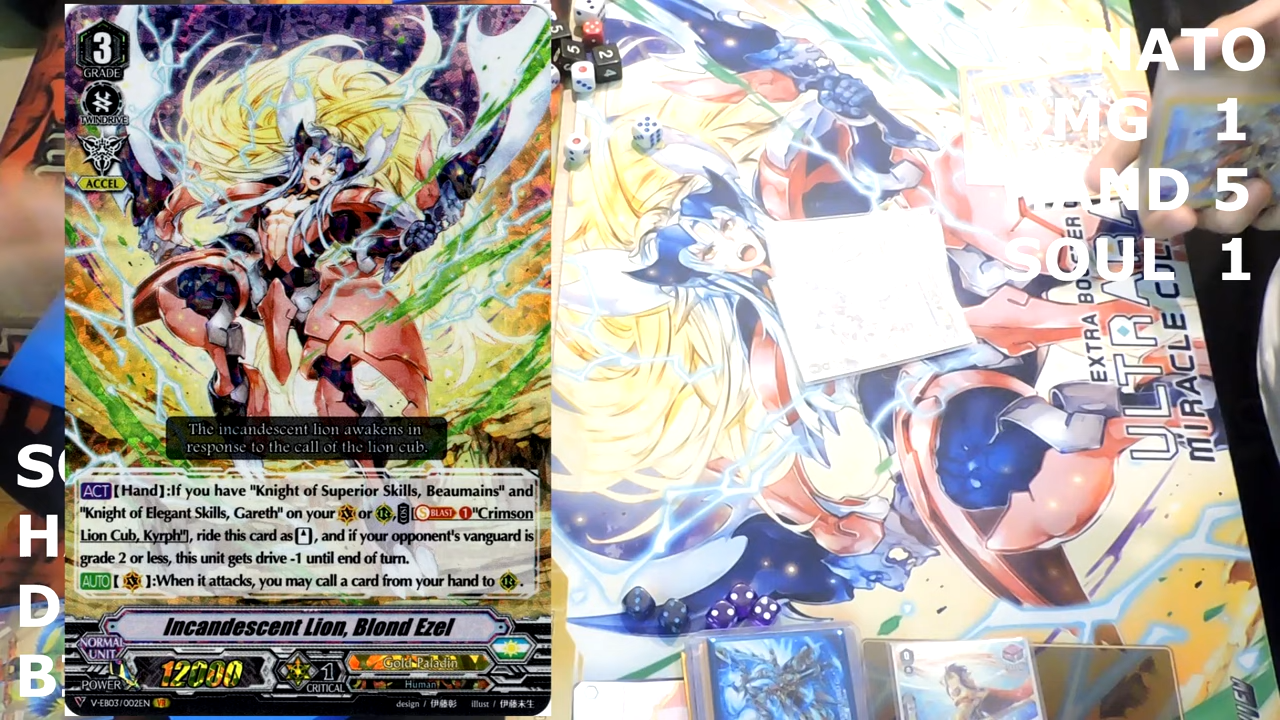 3
GRADE
TWINDRIVE
ACCEL
The incandescent lion awakens in
response to the call of the lion cub.
ACT【Hand】:If you have "Knight of Superior Skills, Beaumains" and
"Knight of Elegant Skills, Gareth" on your or , [S BLAST 1 "Crimson
Lion Cub, Kyrph"], ride this card as , and if your opponent's vanguard is
grade 2 or less, this unit gets drive -1 until end of turn.
AUTO【 】:When it attacks, you may call a card from your hand to .
Incandescent Lion, Blond Ezel
NORMAL
UNIT
POWER 12000
1
CRITICAL
Gold Paladin
Human
V-EB03/002EN VR
design / 伊藤彰 illust / 伊藤未生
NATO
DMG 1
HAND 5
SOUL 1
S
H
D
B
EXTRA BOOSTER
ULTRA
MIRACLE